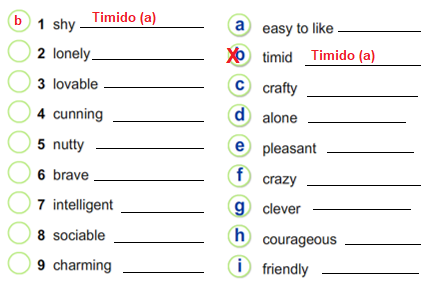 b 1 shy Timido (a)
2 lonely
3 lovable
4 cunning
5 nutty
6 brave
7 intelligent
8 sociable
9 charming
a easy to like
b X timid Timido (a)
c crafty
d alone
e pleasant
f crazy
g clever
h courageous
i friendly